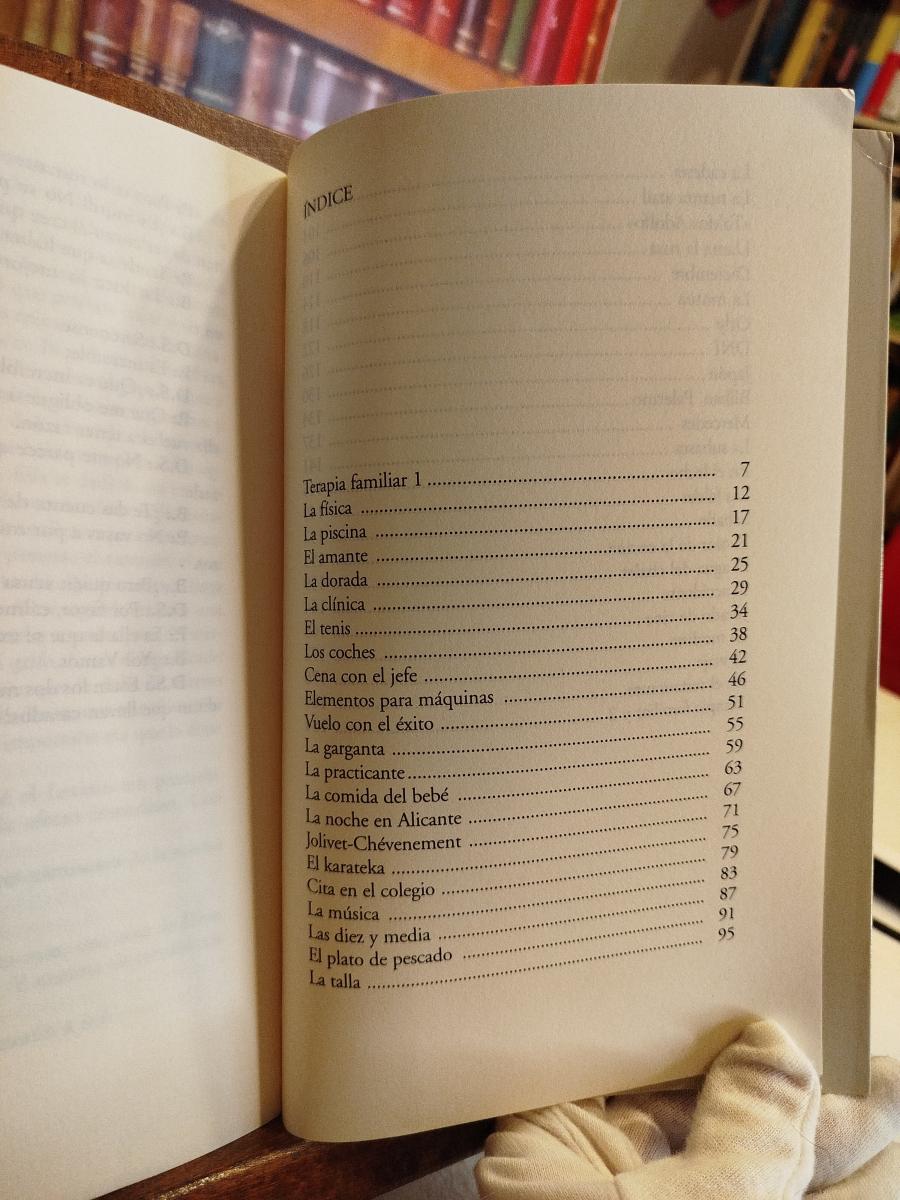 ÍNDICE
Terapia familiar 1 ........................ 7
La física ........................ 12
La piscina ........................ 17
El amante ........................ 21
La dorada ........................ 25
La clínica ........................ 29
El tenis ........................ 34
Los coches ........................ 38
Cena con el jefe ........................ 42
Elementos para máquinas ........................ 46
Vuelo con el éxito ........................ 51
La garganta ........................ 55
La practicante ........................ 59
La comida del bebé ........................ 63
La noche en Alicante ........................ 67
Jolivet-Chévenement ........................ 71
El karateka ........................ 75
Cita en el colegio ........................ 79
La música ........................ 83
Las diez y media ........................ 87
El plato de pescado ........................ 91
La talla ........................ 95